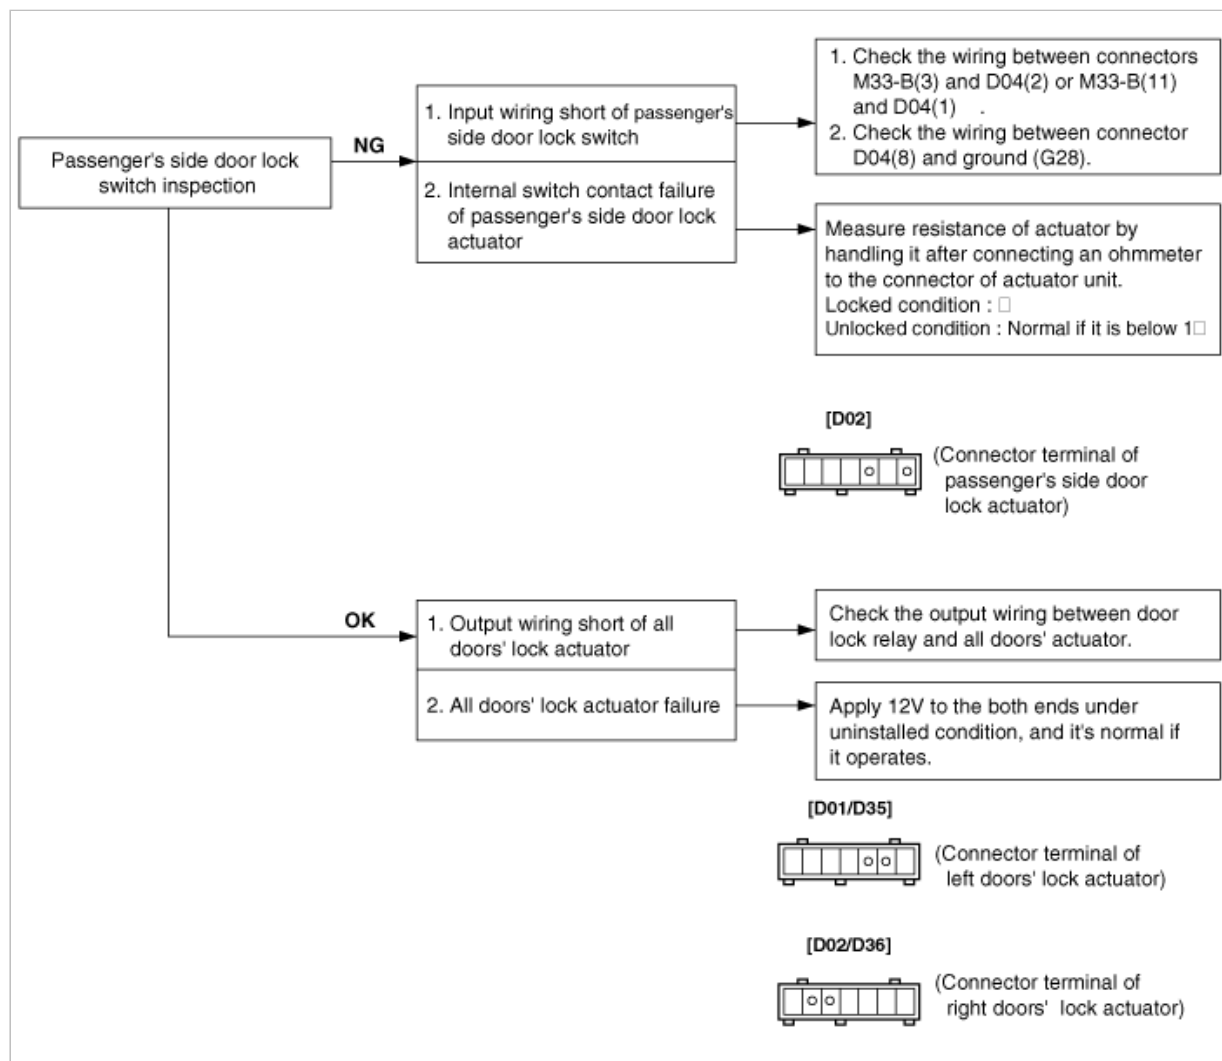 Passenger's side door lock
switch inspection
NG
1. Input wiring short of passenger's
side door lock switch
2. Internal switch contact failure
of passenger's side door lock
actuator
1. Check the wiring between connectors
M33-B(3) and D04(2) or M33-B(11)
and D04(1) .
2. Check the wiring between connector
D04(8) and ground (G28).
Measure resistance of actuator by
handling it after connecting an ohmmeter
to the connector of actuator unit.
Locked condition : □
Unlocked condition : Normal if it is below 1□
[D02]
(Connector terminal of
passenger's side door
lock actuator)
OK
1. Output wiring short of all
doors' lock actuator
2. All doors' lock actuator failure
Check the output wiring between door
lock relay and all doors' actuator.
Apply 12V to the both ends under
uninstalled condition, and it's normal if
it operates.
[D01/D35]
(Connector terminal of
left doors' lock actuator)
[D02/D36]
(Connector terminal of
right doors' lock actuator)